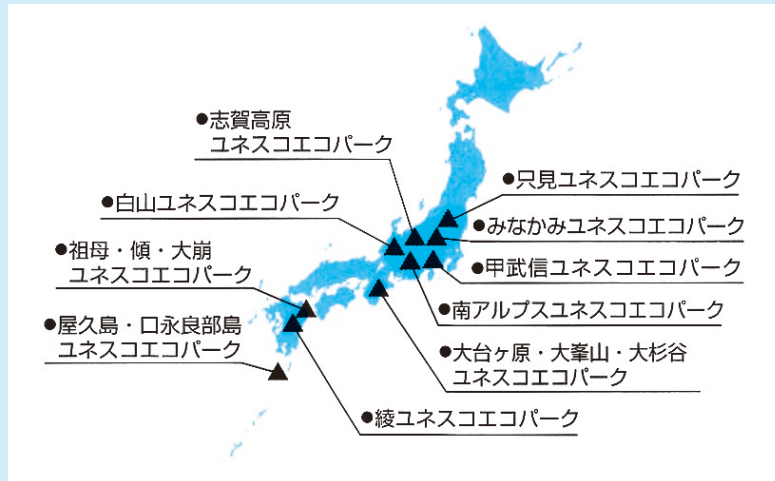 ●志賀高原
ユネスコエコパーク
●只見ユネスコエコパーク
●白山ユネスコエコパーク
●みなかみユネスコエコパーク
●祖母・傾・大崩
ユネスコエコパーク
●甲武信ユネスコエコパーク
●南アルプスユネスコエコパーク
●屋久島・口永良部島
ユネスコエコパーク
●大台ヶ原・大峯山・大杉谷
ユネスコエコパーク
●綾ユネスコエコパーク